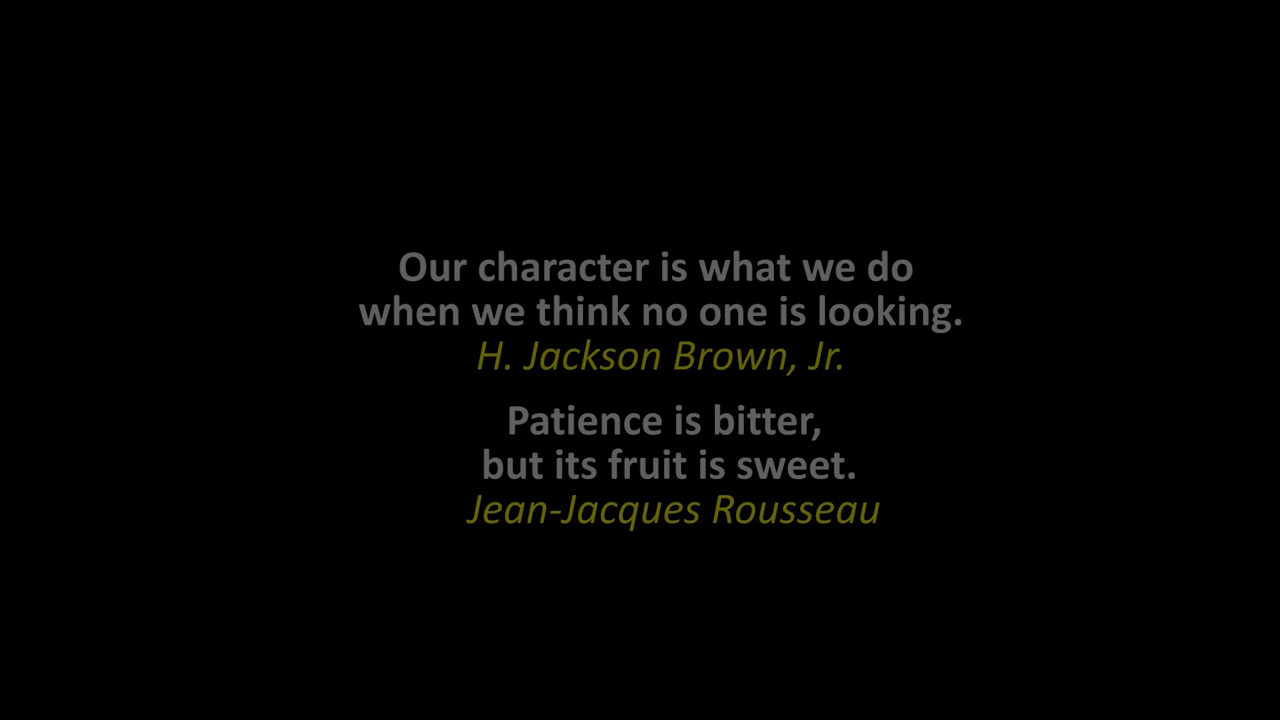 Our character is what we do
when we think no one is looking.
H. Jackson Brown, Jr.
Patience is bitter,
but its fruit is sweet.
Jean-Jacques Rousseau